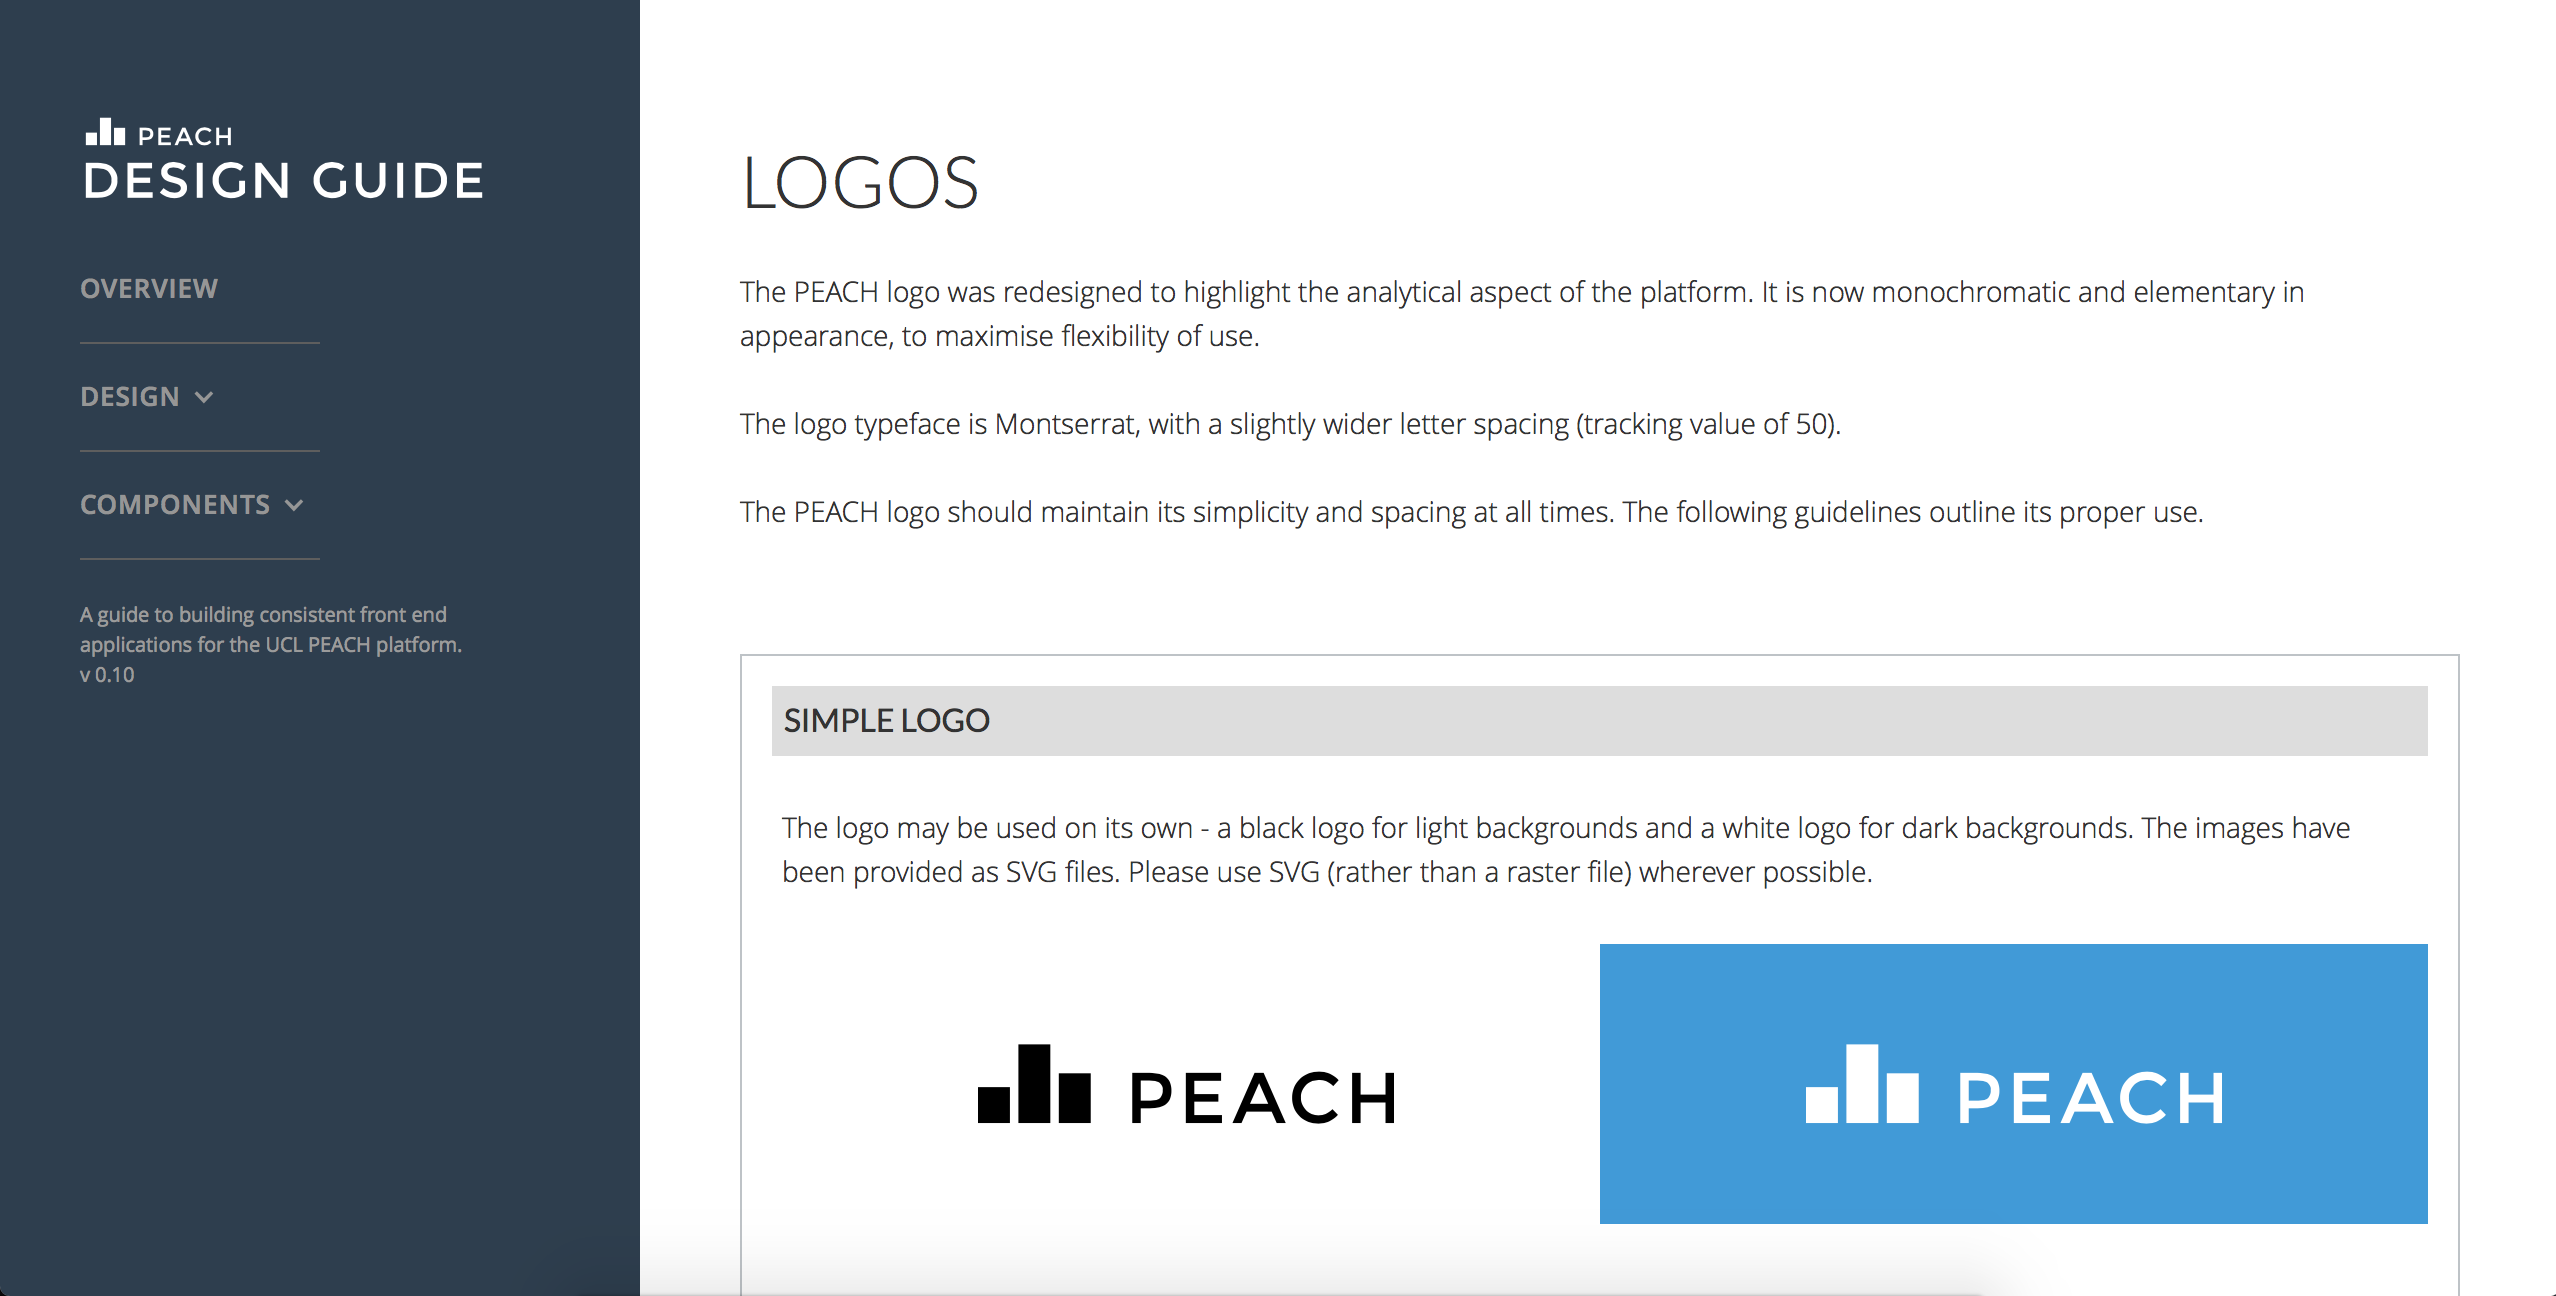 PEACH
DESIGN GUIDE
OVERVIEW
DESIGN
COMPONENTS
A guide to building consistent front end
applications for the UCL PEACH platform.
v 0.10
LOGOS
The PEACH logo was redesigned to highlight the analytical aspect of the platform. It is now monochromatic and elementary in
appearance, to maximise flexibility of use.
The logo typeface is Montserrat, with a slightly wider letter spacing (tracking value of 50).
The PEACH logo should maintain its simplicity and spacing at all times. The following guidelines outline its proper use.
SIMPLE LOGO
The logo may be used on its own - a black logo for light backgrounds and a white logo for dark backgrounds. The images have
been provided as SVG files. Please use SVG (rather than a raster file) wherever possible.
PEACH
PEACH